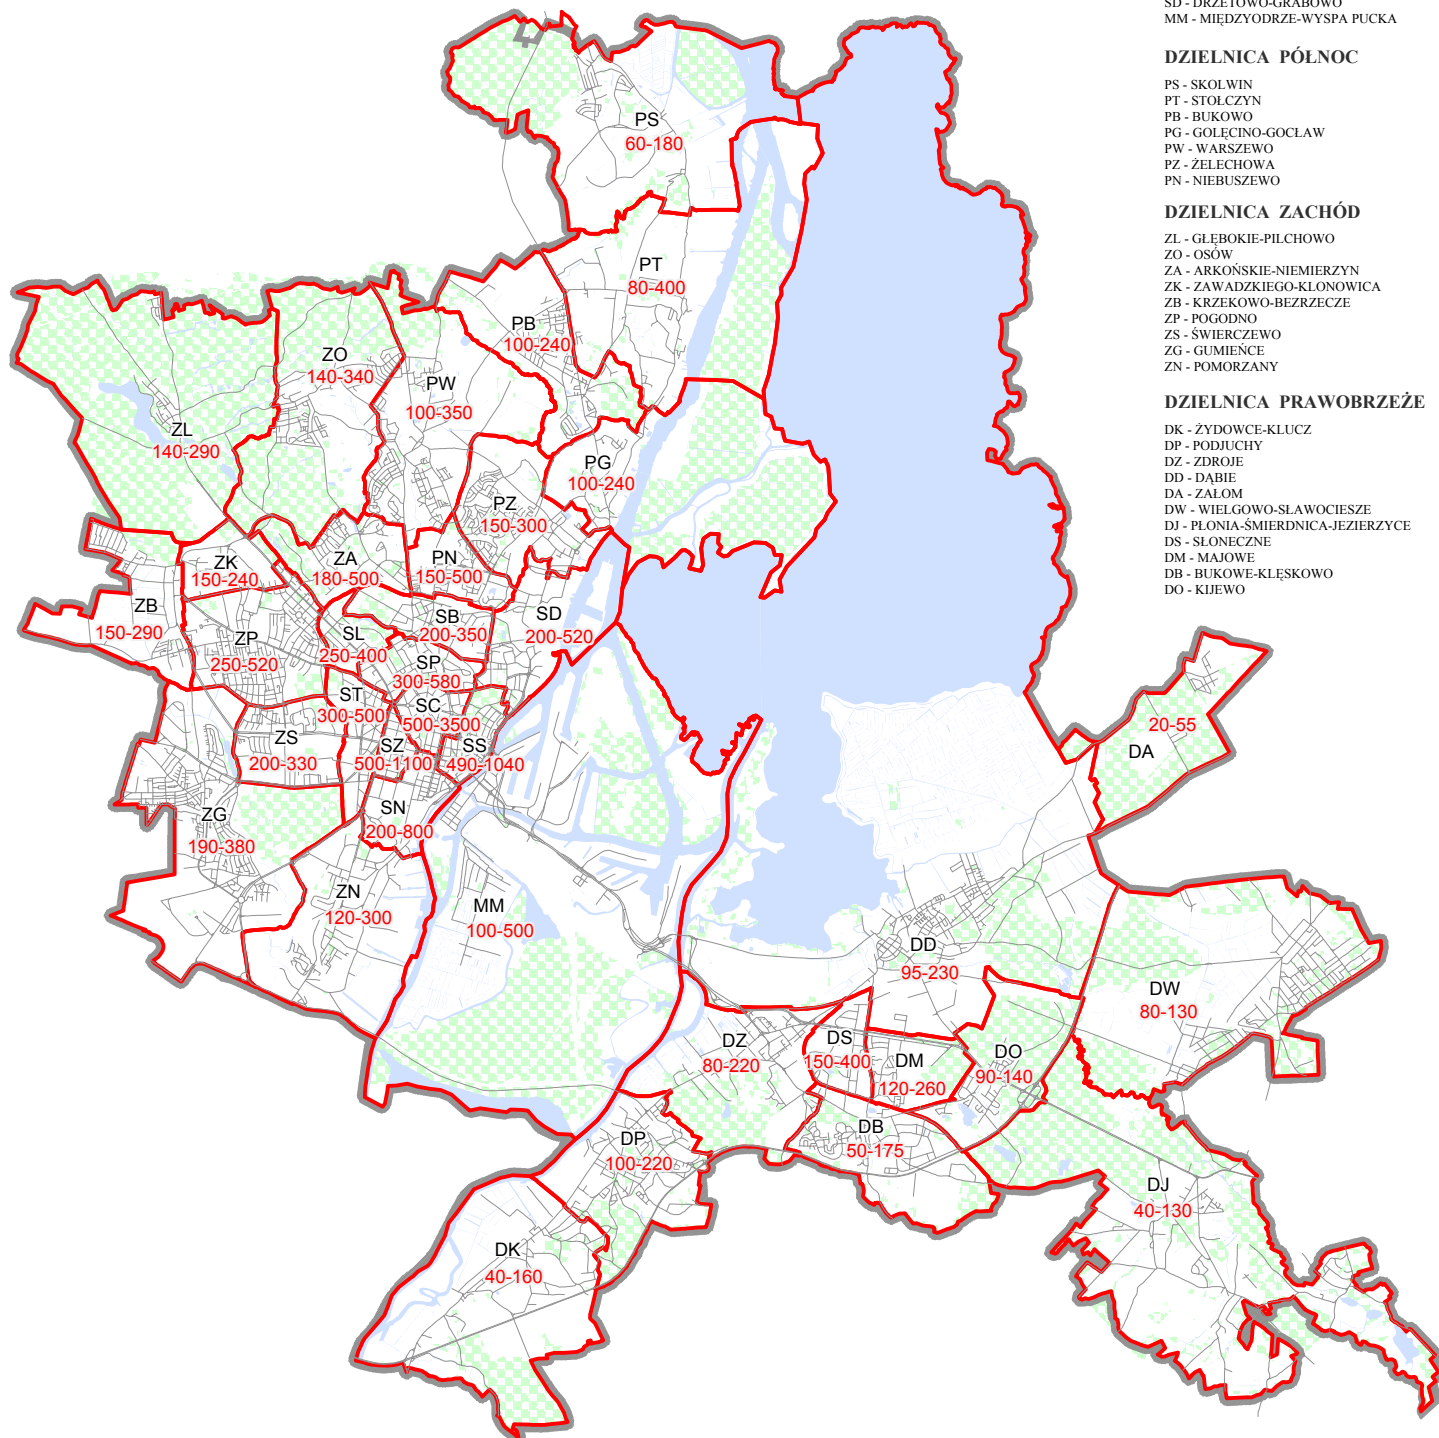 SD - DRZETOWO-GRABOWO
MM - MIĘDZYODRZE-WYSPA PUCKA
DZIELNICA PÓŁNOC
PS - SKOLWIN
PT - STOŁCZYN
PB - BUKOWO
PG - GOLĘCINO-GOCŁAW
PW - WARSZEWO
PZ - ŻELECHOWA
PN - NIEBUSZEWO
DZIELNICA ZACHÓD
ZL - GŁĘBOKIE-PILCHOWO
ZO - OSÓW
ZA - ARKOŃSKIE-NIEMIERZYN
ZK - ZAWADZKIEGO-KLONOWICA
ZB - KRZEKOWO-BEZRZECZE
ZP - POGODNO
ZS - ŚWIERCZEWO
ZG - GUMIEŃCE
ZN - POMORZANY
DZIELNICA PRAWOBRZEŻE
DK - ŻYDOWCE-KLUCZ
DP - PODJUCHY
DZ - ZDROJE
DD - DĄBIE
DA - ZAŁOM
DW - WIELGOWO-SŁAWOCIESZE
DJ - PŁONIA-ŚMIERDNICA-JEZIERZYCE
DS - SŁONECZNE
DM - MAJOWE
DB - BUKOWE-KLĘSKOWO
DO - KIJEWO
PS
60-180
PT
80-400
PB
100-240
ZO
140-340
PW
100-350
ZL
140-290
PG
100-240
PZ
150-300
ZK
150-240
ZA
180-500
PN
150-500
ZB
150-290
SB
200-350
SD
200-520
ZP
250-520
SL
250-400
SP
300-580
ST
300-500
SC
500-3500
ZS
200-330
SZ
500-1100
SS
490-1040
20-55
DA
ZG
190-380
SN
200-800
ZN
120-300
MM
100-500
DD
95-230
DW
80-130
DZ
80-220
DS
150-400
DM
120-260
DO
90-140
DP
100-220
DB
50-175
DJ
40-130
DK
40-160